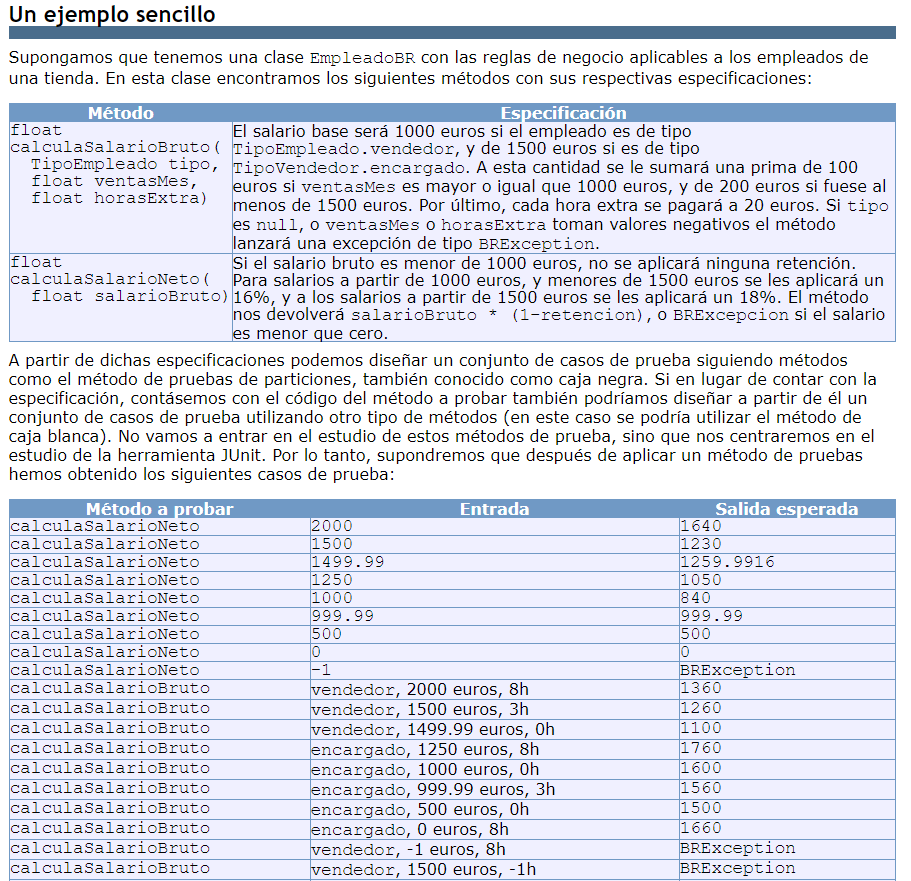 Un ejemplo sencillo
Supongamos que tenemos una clase EmpleadoBR con las reglas de negocio aplicables a los empleados de
una tienda. En esta clase encontramos los siguientes métodos con sus respectivas especificaciones:
Método Especificación
float
calculaSalarioBruto(
TipoEmpleado tipo,
float ventasMes,
float horasExtra)
El salario base será 1000 euros si el empleado es de tipo
TipoEmpleado.vendedor, y de 1500 euros si es de tipo
TipoVendedor.encargado. A esta cantidad se le sumará una prima de 100
euros si ventasMes es mayor o igual que 1000 euros, y de 200 euros si fuese al
menos de 1500 euros. Por último, cada hora extra se pagará a 20 euros. Si tipo
es null, o ventasMes o horasExtra toman valores negativos el método
lanzará una excepción de tipo BRException.
float
calculaSalarioNeto(
float salarioBruto)
Si el salario bruto es menor de 1000 euros, no se aplicará ninguna retención.
Para salarios a partir de 1000 euros, y menores de 1500 euros se les aplicará un
16%, y a los salarios a partir de 1500 euros se les aplicará un 18%. El método
nos devolverá salarioBruto * (1-retencion), o BRExcepcion si el salario
es menor que cero.
A partir de dichas especificaciones podemos diseñar un conjunto de casos de prueba siguiendo métodos
como el método de pruebas de particiones, también conocido como caja negra. Si en lugar de contar con la
especificación, contásemos con el código del método a probar también podríamos diseñar a partir de él un
conjunto de casos de prueba utilizando otro tipo de métodos (en este caso se podría utilizar el método de
caja blanca). No vamos a entrar en el estudio de estos métodos de prueba, sino que nos centraremos en el
estudio de la herramienta JUnit. Por lo tanto, supondremos que después de aplicar un método de pruebas
hemos obtenido los siguientes casos de prueba:
Método a probar Entrada Salida esperada
calculaSalarioNeto 2000 1640
calculaSalarioNeto 1500 1230
calculaSalarioNeto 1499.99 1259.9916
calculaSalarioNeto 1250 1050
calculaSalarioNeto 1000 840
calculaSalarioNeto 999.99 999.99
calculaSalarioNeto 500 500
calculaSalarioNeto 0 0
calculaSalarioNeto -1 BRException
calculaSalarioBruto vendedor, 2000 euros, 8h 1360
calculaSalarioBruto vendedor, 1500 euros, 3h 1260
calculaSalarioBruto vendedor, 1499.99 euros, 0h 1100
calculaSalarioBruto encargado, 1250 euros, 8h 1760
calculaSalarioBruto encargado, 1000 euros, 0h 1600
calculaSalarioBruto encargado, 999.99 euros, 3h 1560
calculaSalarioBruto encargado, 500 euros, 0h 1500
calculaSalarioBruto encargado, 0 euros, 8h 1660
calculaSalarioBruto vendedor, -1 euros, 8h BRException
calculaSalarioBruto vendedor, 1500 euros, -1h BRException